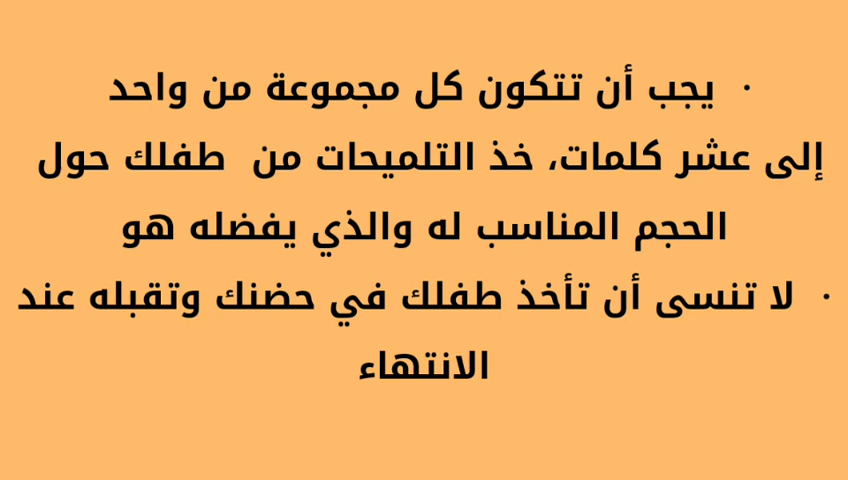 · يجب أن تتكون كل مجموعة من واحد
إلى عشر كلمات، خذ التلميحات من طفلك حول
الحجم المناسب له والذي يفضله هو
· لا تنسى أن تأخذ طفلك في حضنك وتقبله عند
الانتهاء